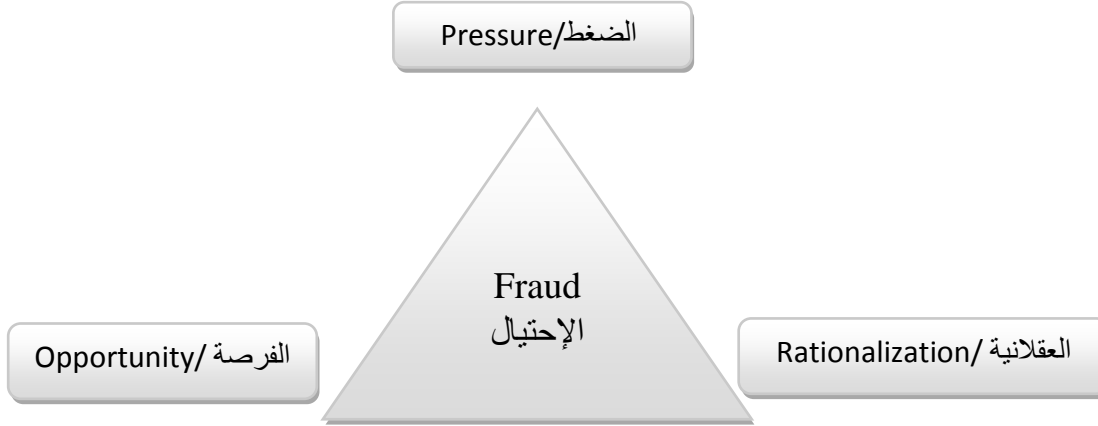 Pressure/الضغط
Fraud
الإحتيال
Opportunity/ الفرصة
Rationalization/ العقلانية